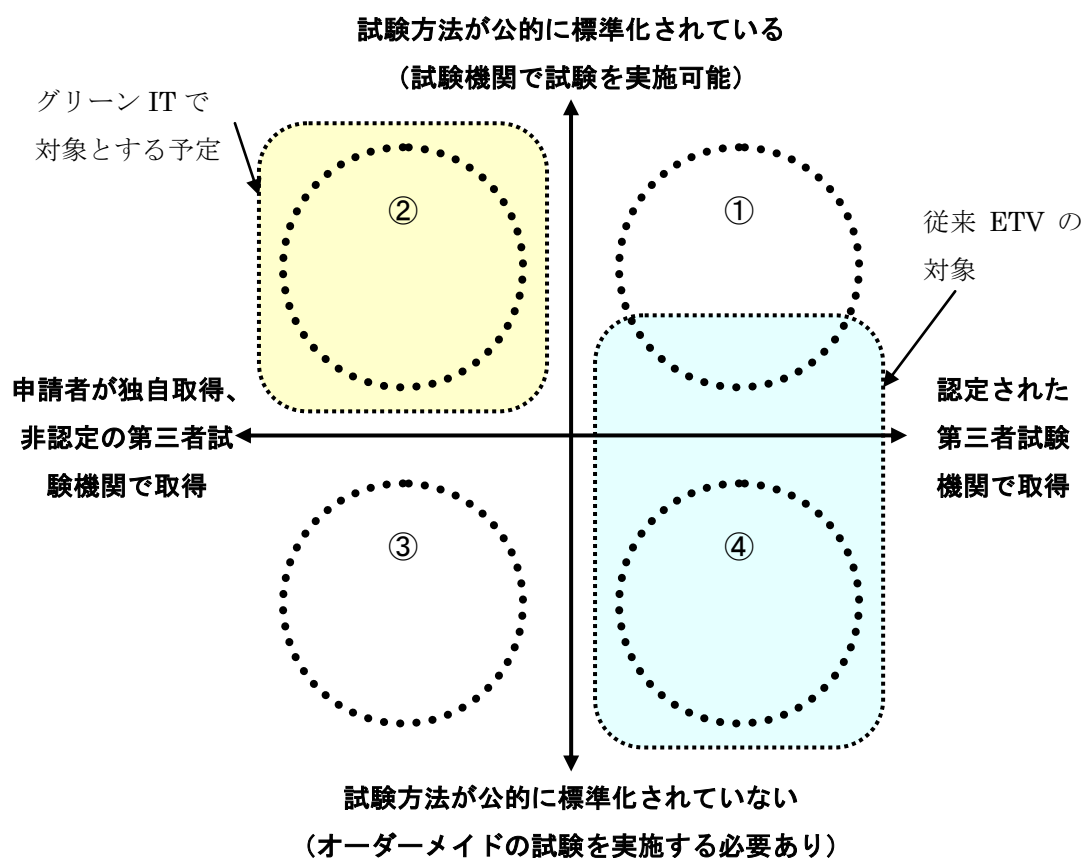 試験方法が公的に標準化されている
（試験機関で試験を実施可能）
グリーン IT で
対象とする予定
②
①
従来 ETV の
対象
申請者が独自取得、
非認定の第三者試
験機関で取得
認定された
第三者試験
機関で取得
③
④
試験方法が公的に標準化されていない
（オーダーメイドの試験を実施する必要あり）